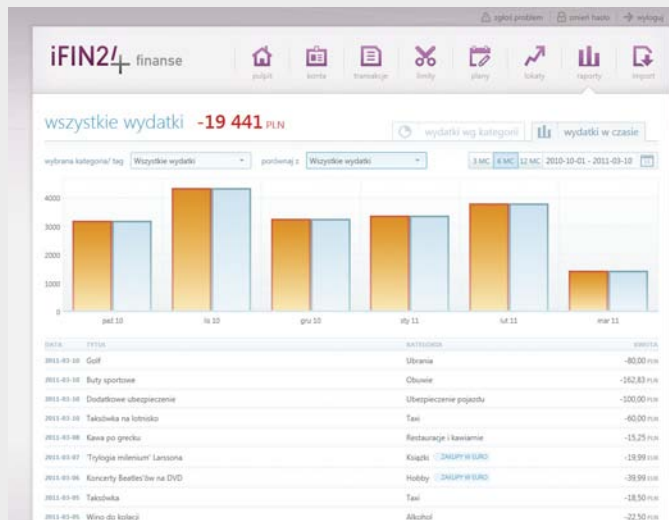 zgłoś problem zmień hasło wyloguj
iFIN24 finanse
pulpit konta transakcje limity plany lokaty raporty import
wszystkie wydatki -19 441 PLN
wydatki wg kategorii wydatki w czasie
wybrana kategoria/ tag Wszystkie wydatki porównaj z Wszystkie wydatki 3 MC 6 MC 12 MC 2010-10-01 - 2011-03-10
4000
3000
2000
1000
0
paź 10 lis 10 gru 10 sty 11 lut 11 mar 11
DATA TYTUŁ KATEGORIA KWOTA
2011-03-10 Golf Ubrania -80,00 PLN
2011-03-10 Buty sportowe Obuwie -162,83 PLN
2011-03-10 Dodatkowe ubezpieczenie Ubezpieczenie pojazdu -100,00 PLN
2011-03-10 Taksówka na lotnisko Taxi -60,00 PLN
2011-03-08 Kawa po grecku Restauracje i kawiarnie -15,25 PLN
2011-03-07 'Trylogia milenium' Larssona Książki ZAKUPY W EURO -19,99 EUR
2011-03-06 Koncerty Beatles'ów na DVD Hobby ZAKUPY W EURO -39,99 EUR
2011-03-05 Taksówka Taxi -18,50 PLN
2011-03-05 Wino do kolacji Alkohol -22,50 PLN